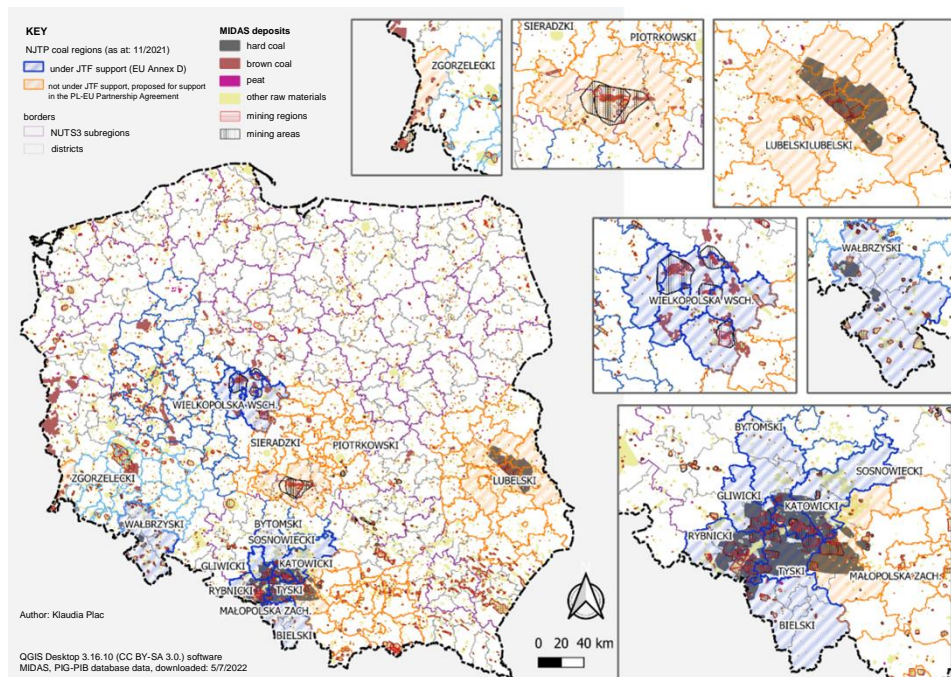 KEY
NJTP coal regions (as at: 11/2021)
under JTF support (EU Annex D)
not under JTF support, proposed for support
in the PL-EU Partnership Agreement
borders
NUTS3 subregions
districts
MIDAS deposits
hard coal
brown coal
peat
other raw materials
mining regions
mining areas
ZGORZELECKI
SIERADZKI
PIOTRKOWSKI
LUBELSKI LUBELSKI
WIELKOPOLSKA WSCH.
WAŁBRZYSKI
WIELKOPOLSKA WSCH.
SIERADZKI
PIOTRKOWSKI
ZGORZELECKI
LUBELSKI
WAŁBRZYSKI
BYTOMSKI
SOSNOWIECKI
GLIWICKI
KATOWICKI
RYBNICKI
TYSKI
MAŁOPOLSKA ZACH.
BIELSKI
BYTOMSKI
SOSNOWIECKI
GLIWICKI
KATOWICKI
RYBNICKI
TYSKI
MAŁOPOLSKA ZACH.
BIELSKI
N
0 20 40 km
Author: Klaudia Plac
QGIS Desktop 3.16.10 (CC BY-SA 3.0.) software
MIDAS, PIG-PIB database data, downloaded: 5/7/2022